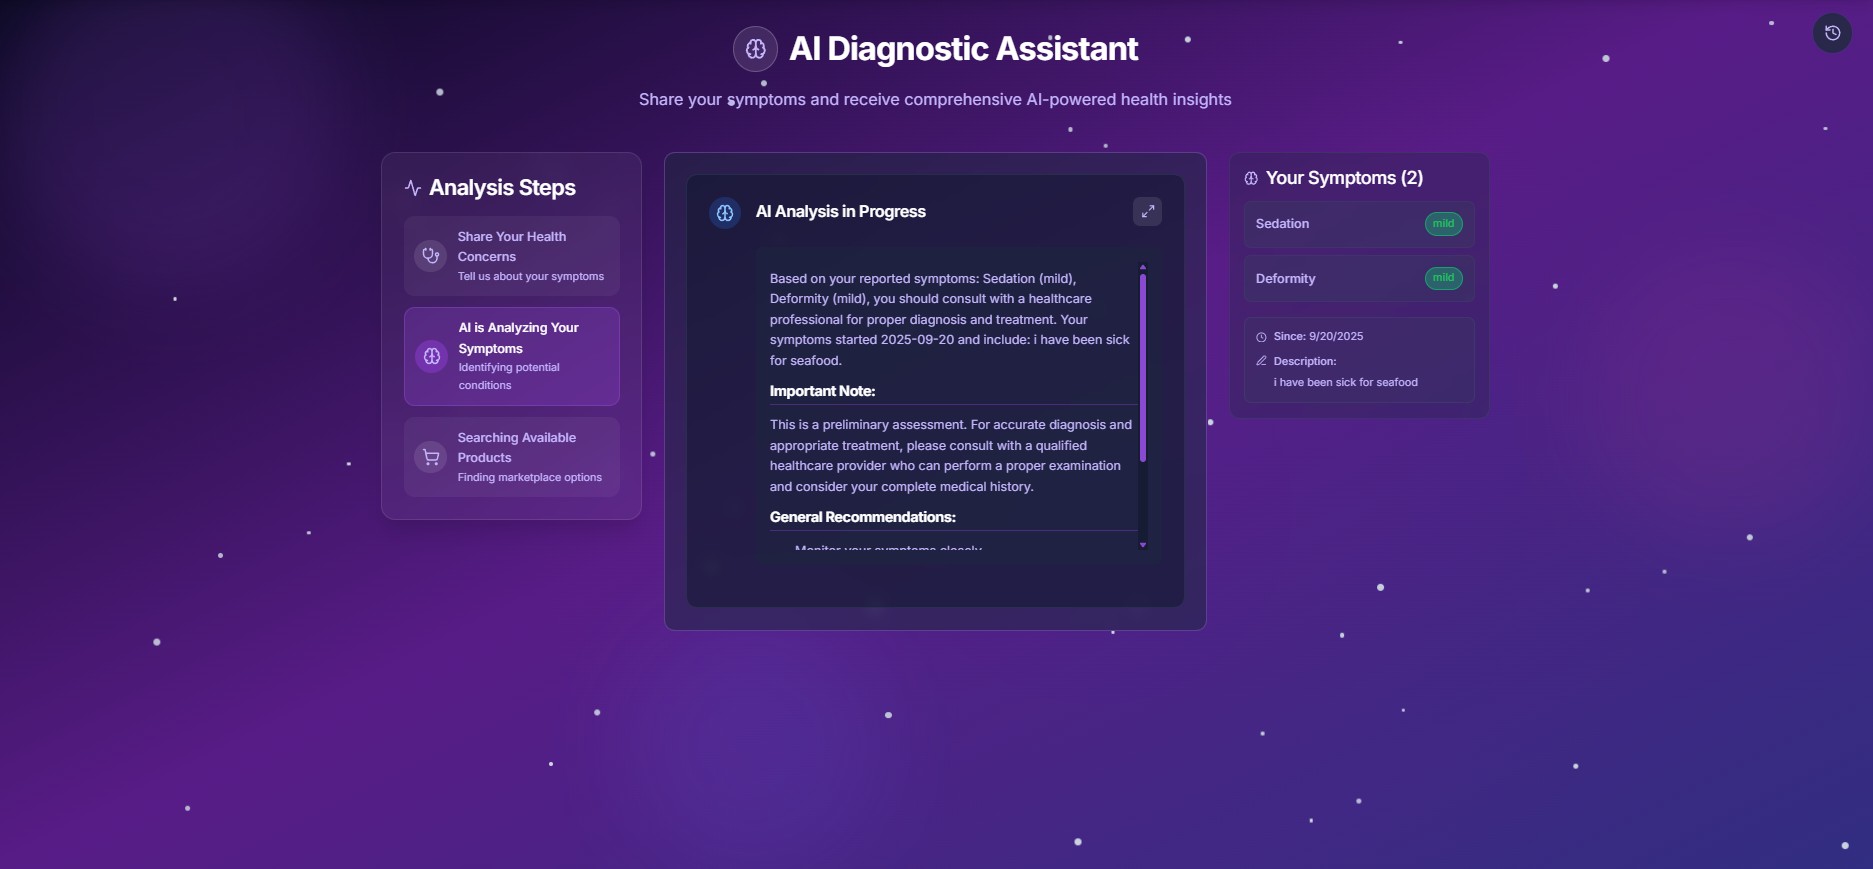 AI Diagnostic Assistant
Share your symptoms and receive comprehensive AI-powered health insights
Analysis Steps
Share Your Health
Concerns
Tell us about your symptoms
AI is Analyzing Your
Symptoms
Identifying potential
conditions
Searching Available
Products
Finding marketplace options
AI Analysis in Progress
Based on your reported symptoms: Sedation (mild),
Deformity (mild), you should consult with a healthcare
professional for proper diagnosis and treatment. Your
symptoms started 2025-09-20 and include: i have been sick
for seafood.
Important Note:
This is a preliminary assessment. For accurate diagnosis and
appropriate treatment, please consult with a qualified
healthcare provider who can perform a proper examination
and consider your complete medical history.
General Recommendations:
Monitor your symptoms closely
Your Symptoms (2)
Sedation mild
Deformity mild
Since: 9/20/2025
Description:
i have been sick for seafood